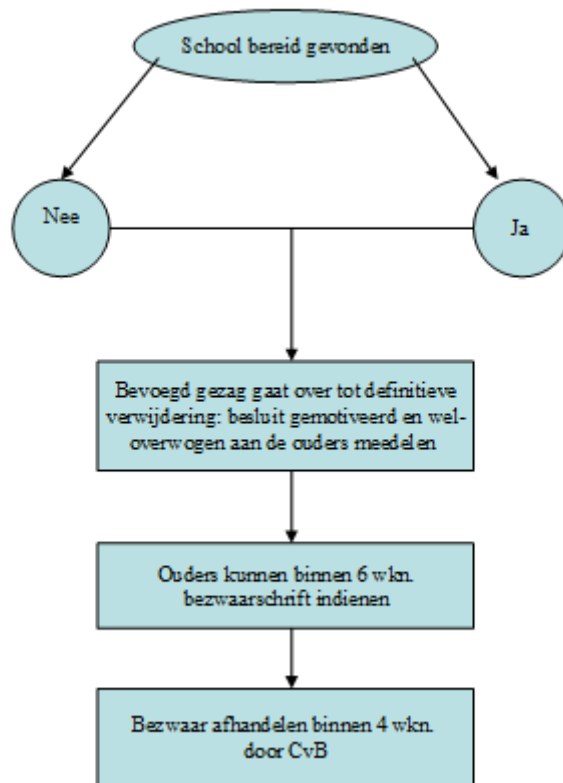 School bereid gevonden
Nee
Ja
Bevoegd gezag gaat over tot definitieve
verwijdering: besluit gemotiveerd en wel-
overwogen aan de ouders meedelen
Ouders kunnen binnen 6 wkn.
bezwaarschrift indienen
Bezwaar afhandelen binnen 4 wkn.
door CvB